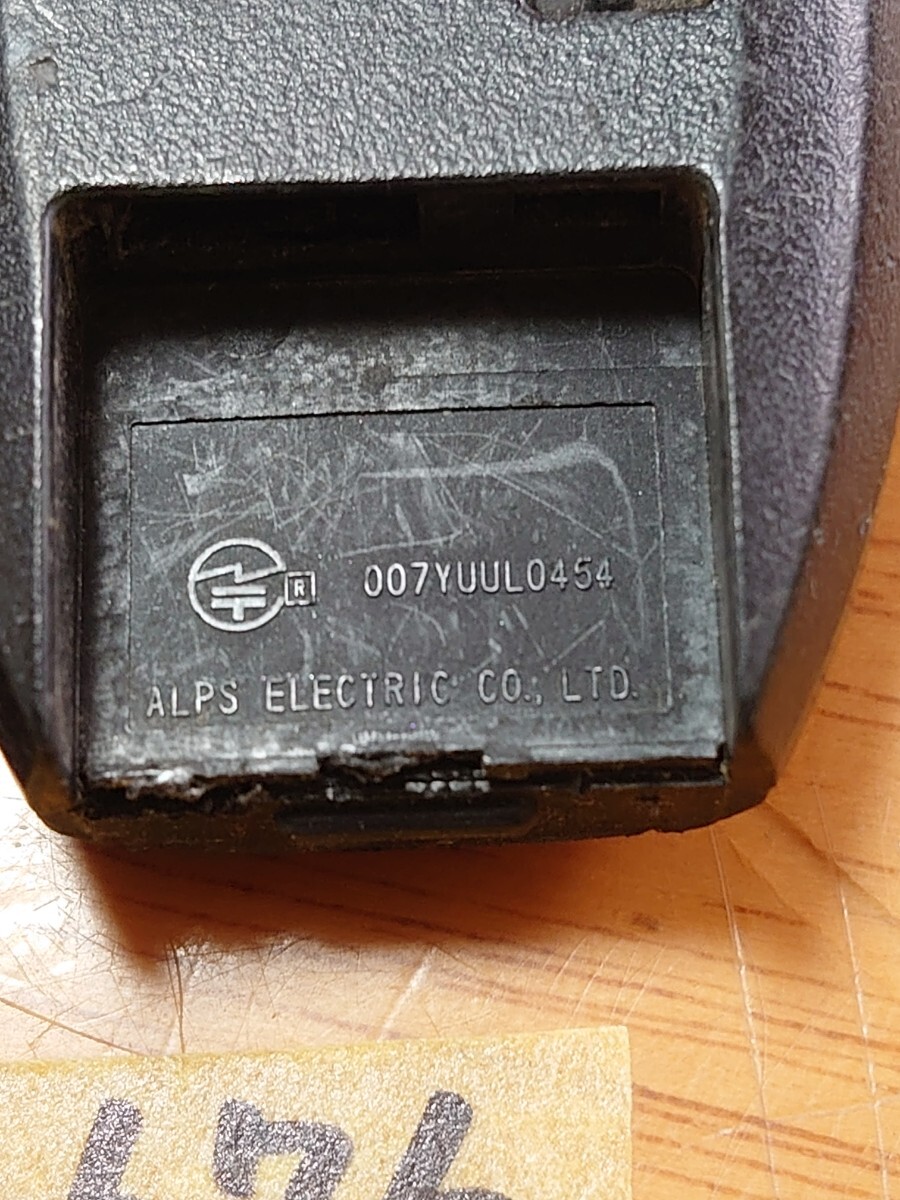 R 007YUUL0454
ALPS ELECTRIC CO., LTD.